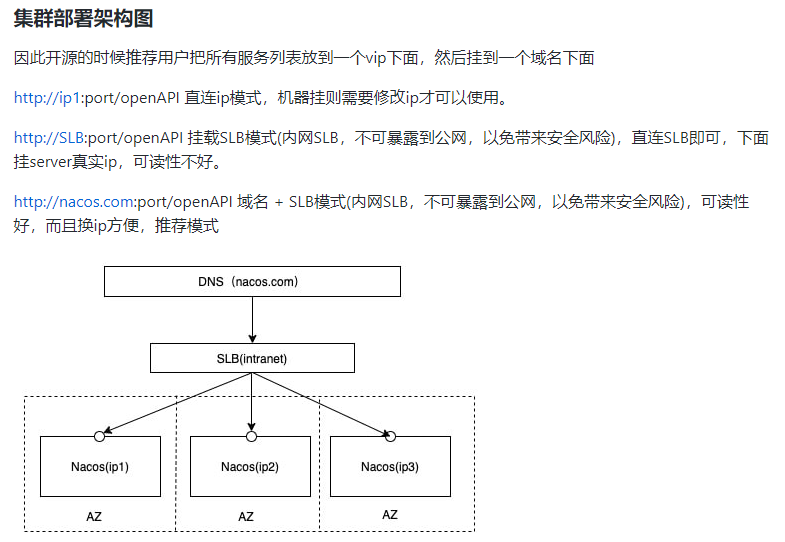 集群部署架构图
因此开源的时候推荐用户把所有服务列表放到一个vip下面，然后挂到一个域名下面
http://ip1:port/openAPI 直连ip模式，机器挂则需要修改ip才可以使用。
http://SLB:port/openAPI 挂载SLB模式(内网SLB，不可暴露到公网，以免带来安全风险)，直连SLB即可，下面
挂server真实ip，可读性不好。
http://nacos.com:port/openAPI 域名 + SLB模式(内网SLB，不可暴露到公网，以免带来安全风险)，可读性
好，而且换ip方便，推荐模式
DNS（nacos.com）
SLB(intranet)
Nacos(ip1)
Nacos(ip2)
Nacos(ip3)
AZ
AZ
AZ